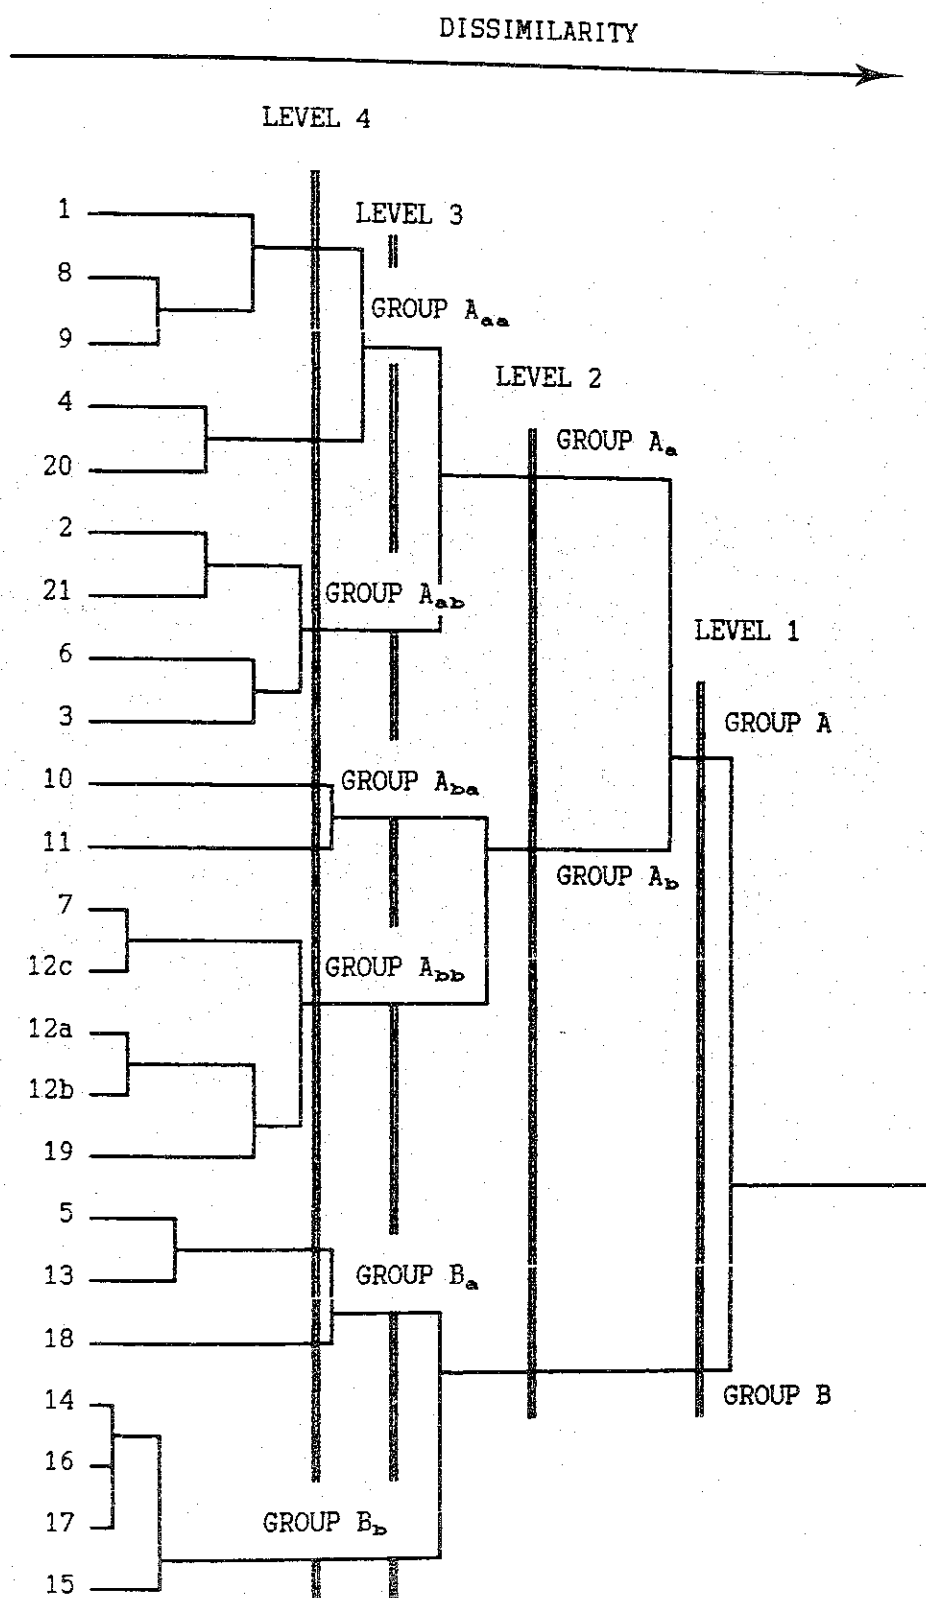 DISSIMILARITY
LEVEL 4
1
LEVEL 3
8
GROUP Aaa
9
LEVEL 2
4
GROUP Aa
20
2
21
GROUP Aab
LEVEL 1
6
3
GROUP A
10
GROUP Aba
11
GROUP Ab
7
12c
GROUP Abb
12a
12b
19
5
13
GROUP Ba
18
14
GROUP B
16
17
GROUP Bb
15